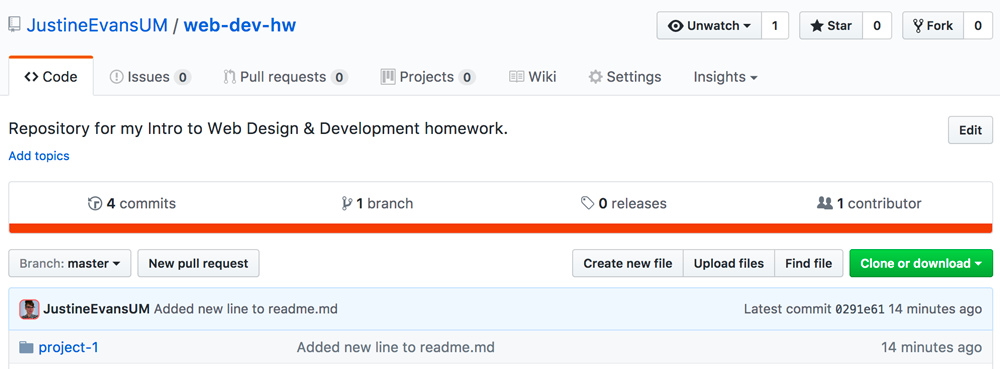 JustineEvansUM / web-dev-hw
Unwatch 1 Star 0 Fork 0
Code Issues 0 Pull requests 0 Projects 0 Wiki Settings Insights
Repository for my Intro to Web Design & Development homework.
Edit
Add topics
4 commits 1 branch 0 releases 1 contributor
Branch: master New pull request Create new file Upload files Find file Clone or download
JustineEvansUM Added new line to readme.md Latest commit 0291e61 14 minutes ago
project-1 Added new line to readme.md 14 minutes ago